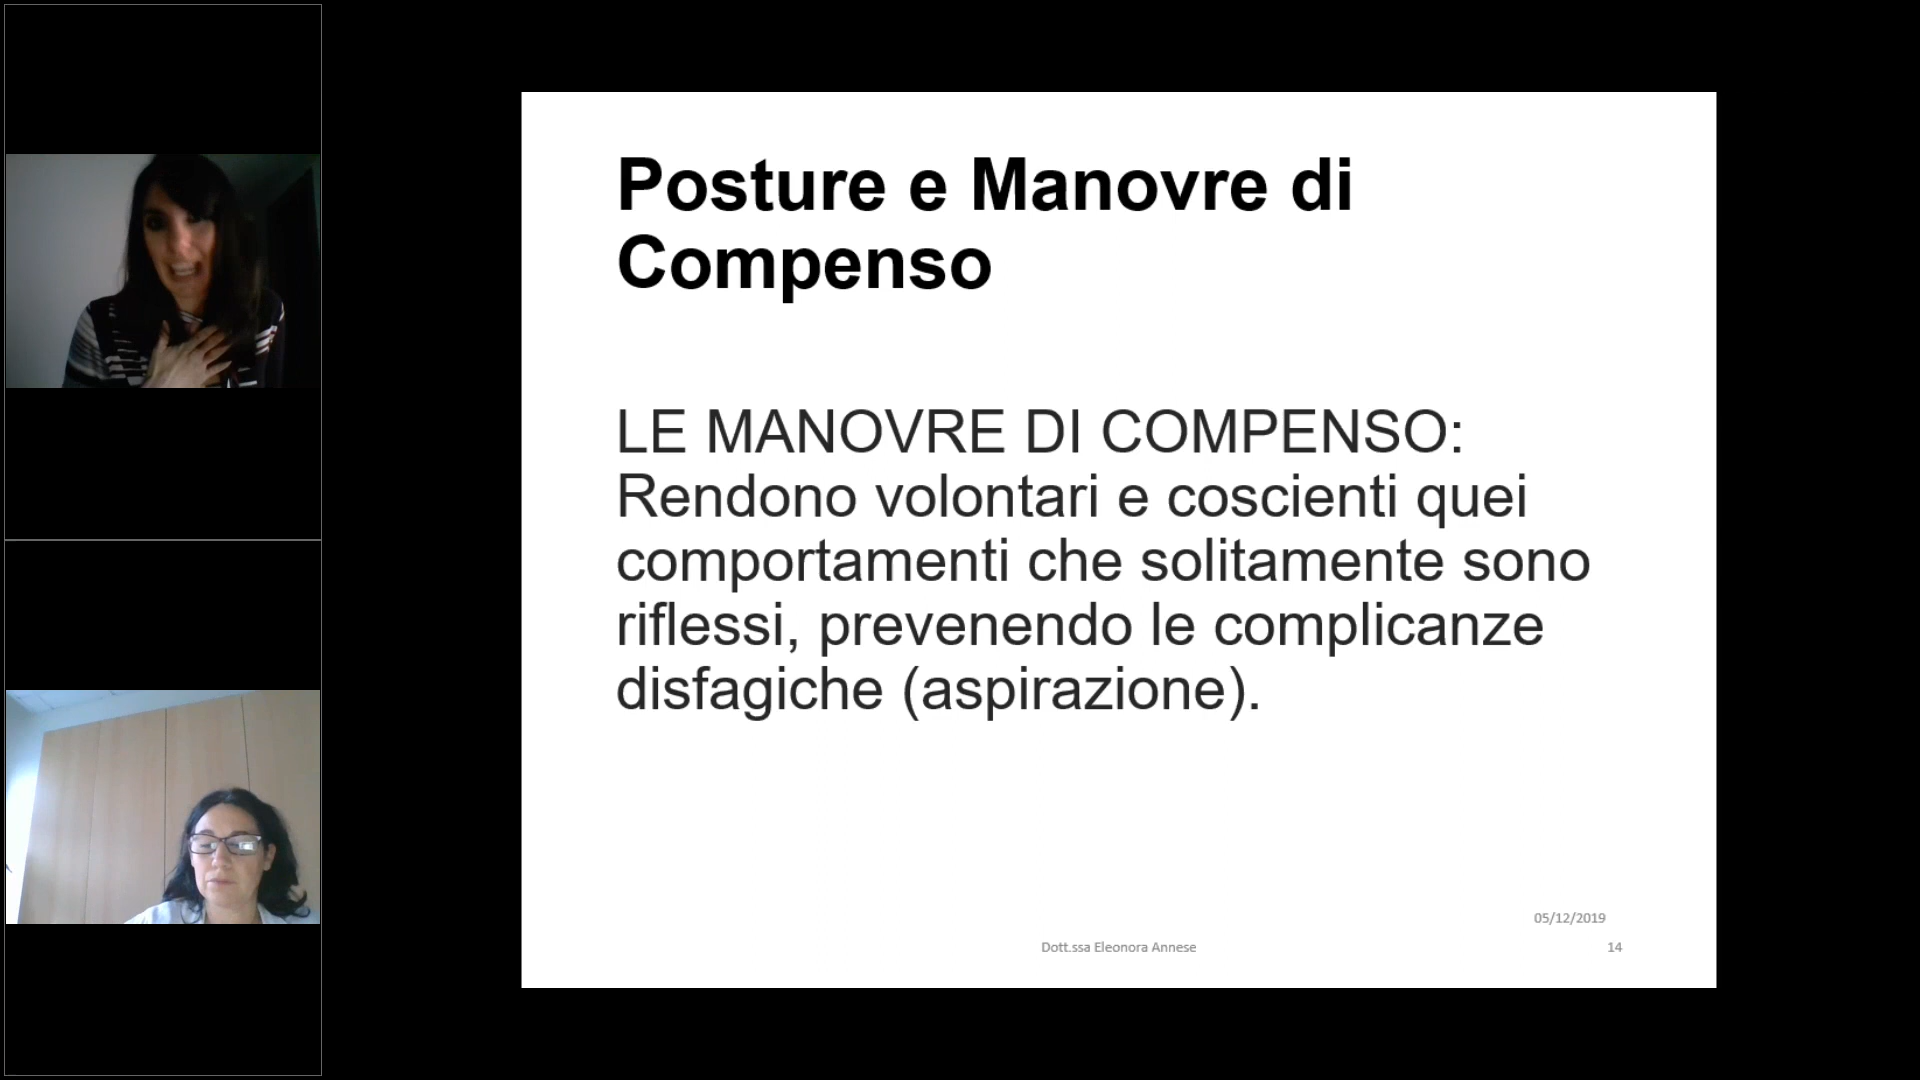 Posture e Manovre di
Compenso
LE MANOVRE DI COMPENSO:
Rendono volontari e coscienti quei
comportamenti che solitamente sono
riflessi, prevenendo le complicanze
disfagiche (aspirazione).
05/12/2019
Dott.ssa Eleonora Annese
14